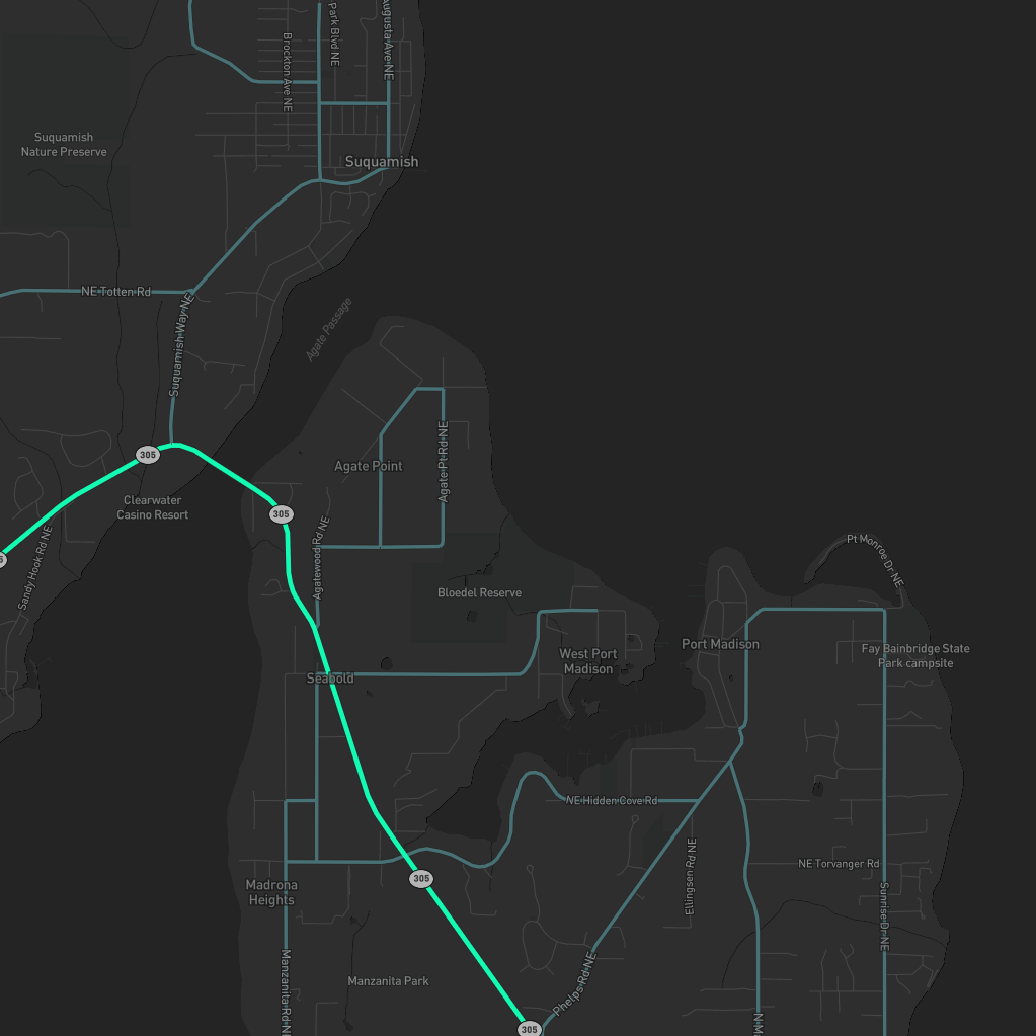 Park Blvd NE
Augusta Ave NE
Brockton Ave NE
Suquamish
Nature Preserve
Suquamish
NE Totten Rd
Suquamish Way NE
Agate Passage
305
Agate Point
Agate Pt Rd NE
Clearwater
Casino Resort
305
Sandy Hook Rd NE
Agatewood Rd NE
Pt Monroe Dr NE
Bloedel Reserve
West Port
Madison
Port Madison
Fay Bainbridge State
Park campsite
Seabold
NE Hidden Cove Rd
Ellingsen Rd NE
NE Torvanger Rd
305
Madrona
Heights
Sunrise Dr NE
Manzanita Park
Manzanita Rd N
Phelps Rd NE
305